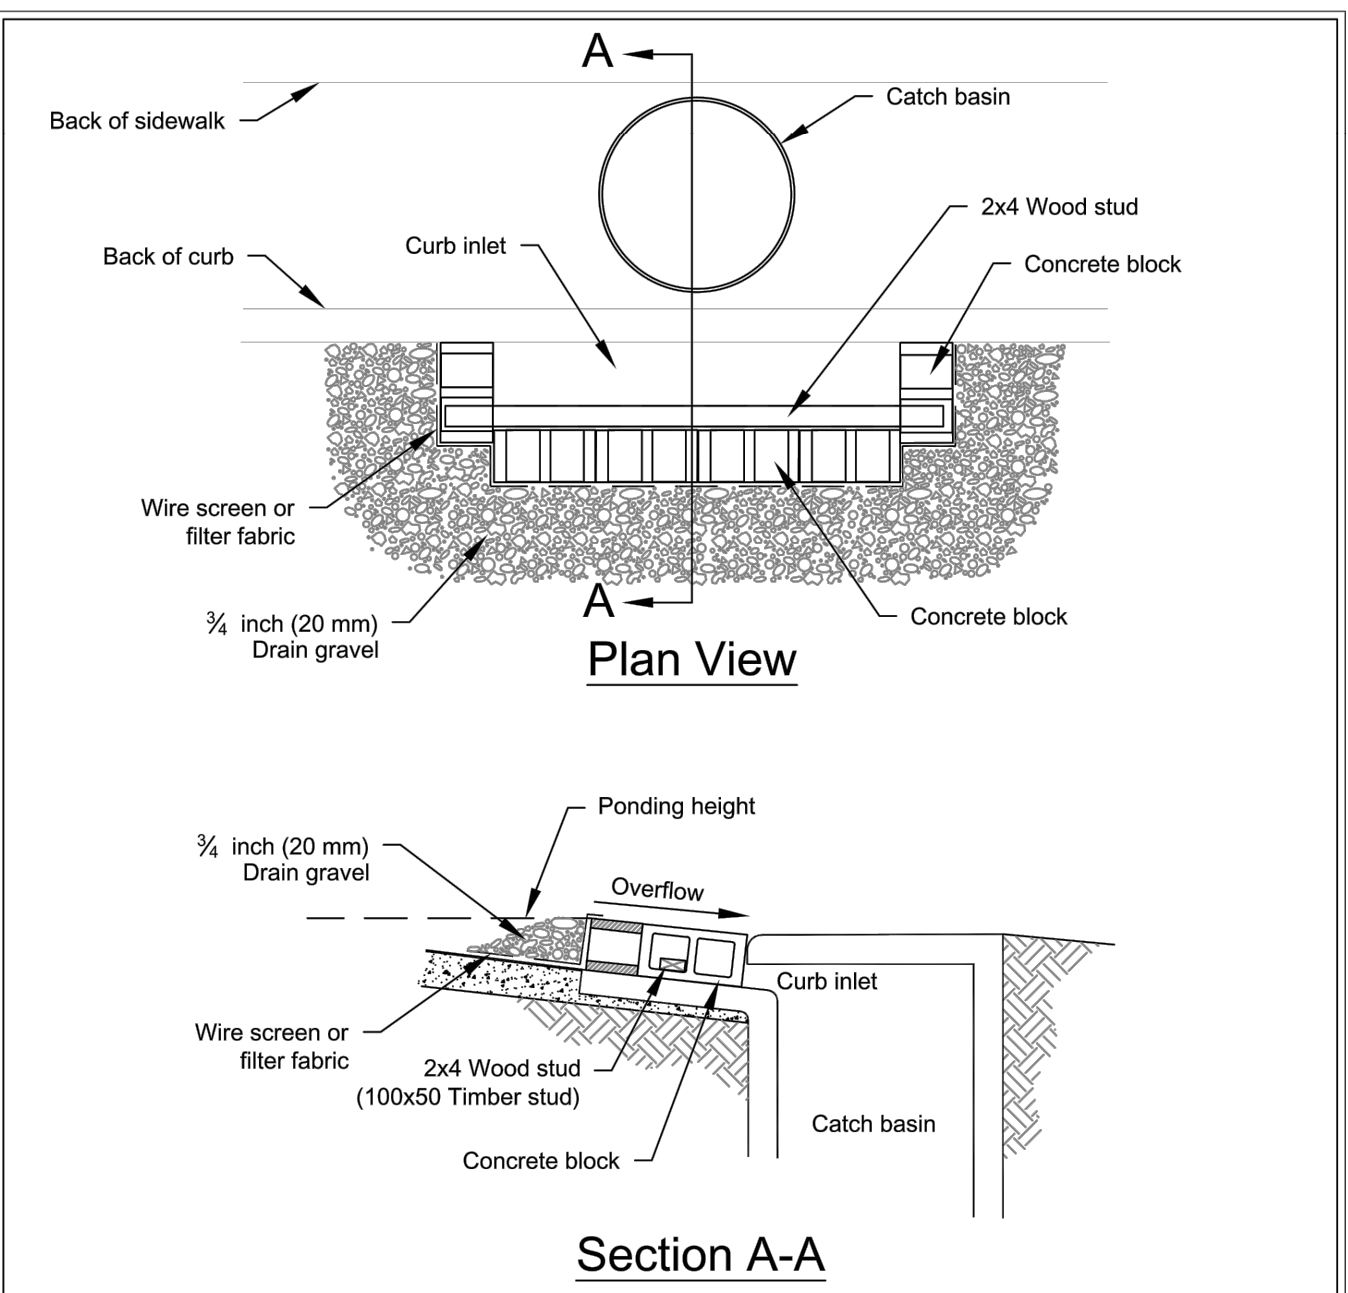 A
Back of sidewalk
Catch basin
2x4 Wood stud
Back of curb
Curb inlet
Concrete block
Wire screen or
filter fabric
¾ inch (20 mm)
Drain gravel
A
Concrete block
Plan View
Ponding height
¾ inch (20 mm)
Drain gravel
Overflow
Curb inlet
Wire screen or
filter fabric
2x4 Wood stud
(100x50 Timber stud)
Catch basin
Concrete block
Section A-A